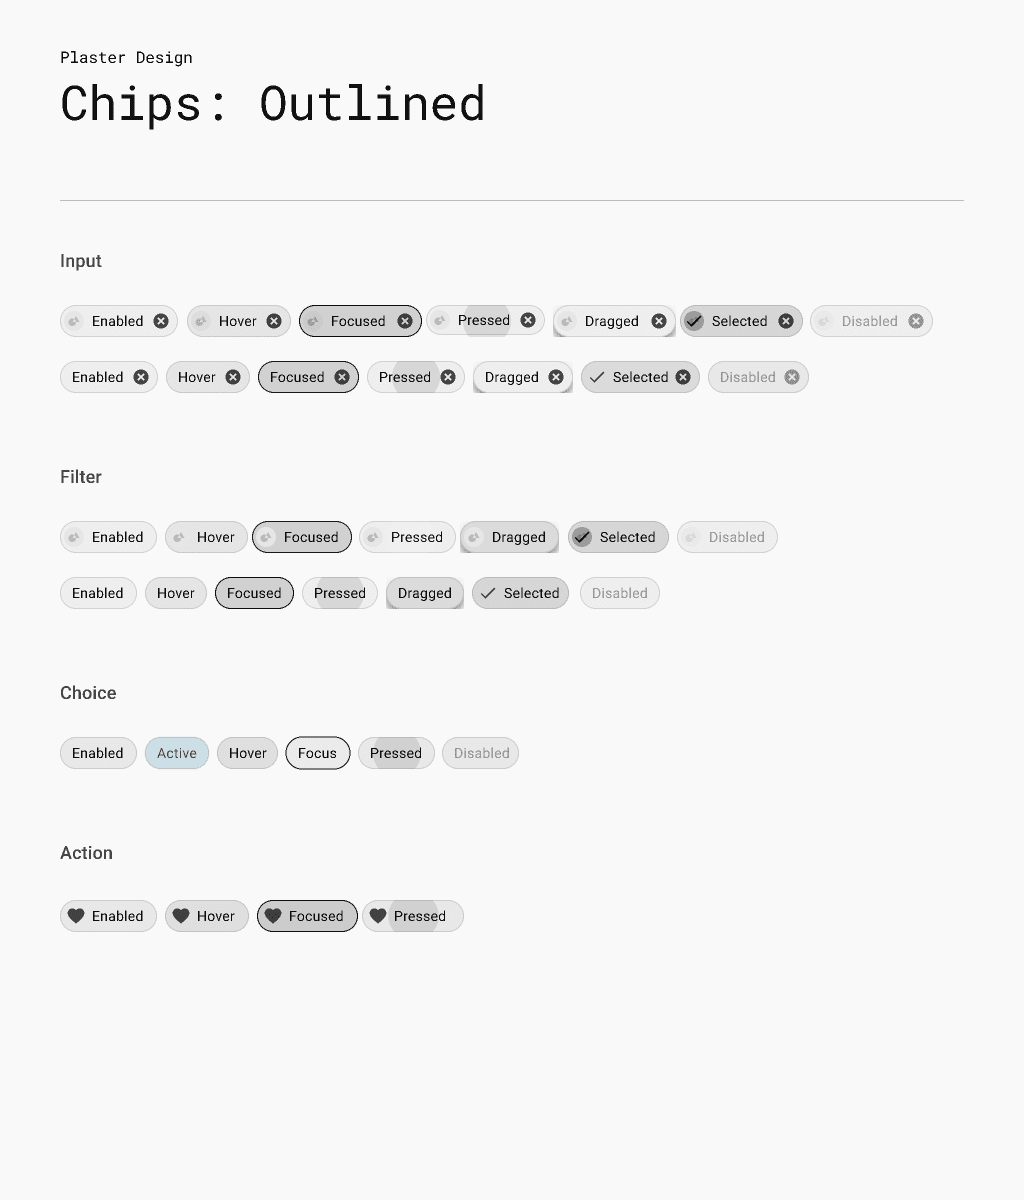 Plaster Design
Chips: Outlined
Input
Enabled Hover Focused Pressed Dragged Selected Disabled
Enabled Hover Focused Pressed Dragged Selected Disabled
Filter
Enabled Hover Focused Pressed Dragged Selected Disabled
Enabled Hover Focused Pressed Dragged Selected Disabled
Choice
Enabled Active Hover Focus Pressed Disabled
Action
Enabled Hover Focused Pressed